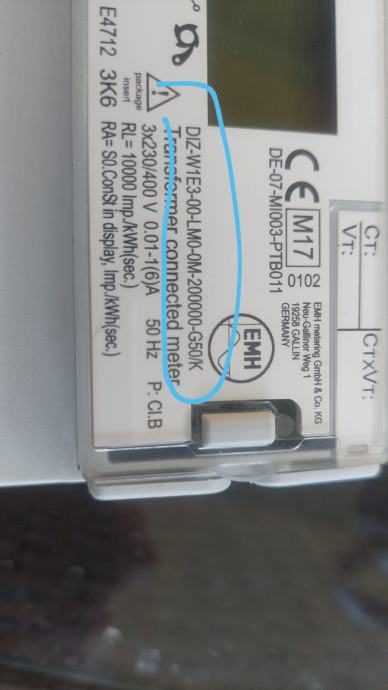 CT:
VT:
CTxVT:
CE M17 0102
DE-07-MI003-PTB011
EMH metering GmbH & Co. KG
Neu-Galliner Weg 1
19258 GALLIN
GERMANY
EMH
DIZ-W1E3-00-LM0-0M-200000-G50/K
Transformer connected meter
3x230/400 V 0.01-1(6)A 50 Hz P: Cl.B
package
insert
RL= 10000 Imp./kWh(sec.)
RA= S0.ConSt in display, Imp./kWh(sec.)
E4712 3K6